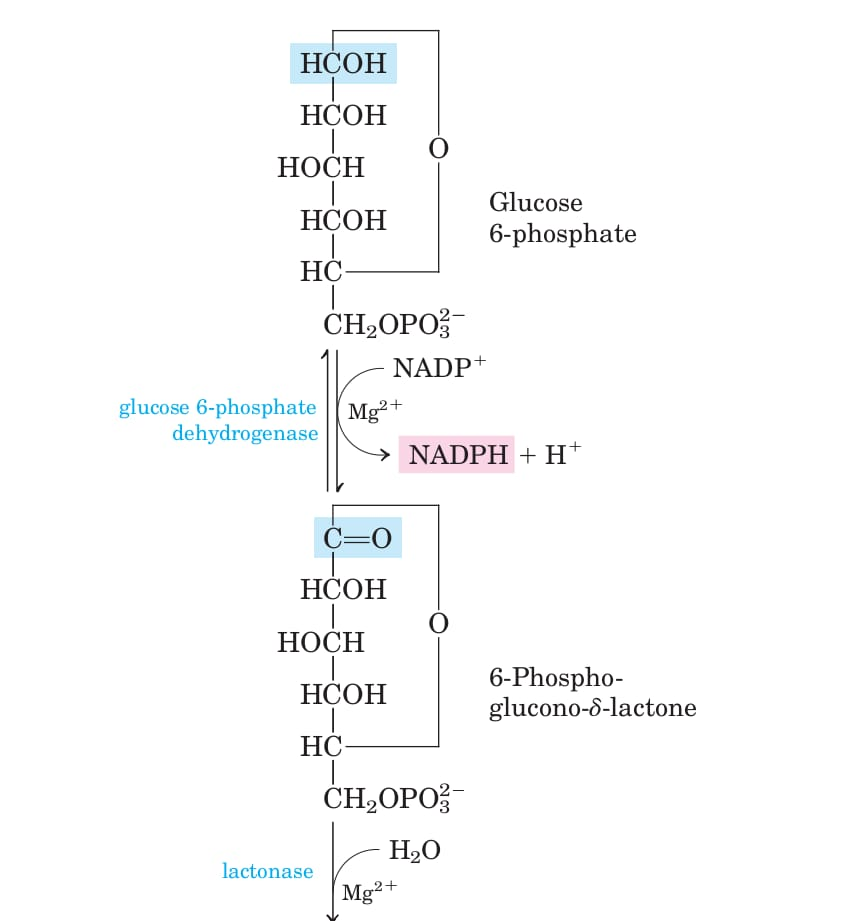 HCOH
HCOH
O
HOCH
Glucose
HCOH
6-phosphate
HC
CH₂OPO₃²⁻
NADP⁺
glucose 6-phosphate
Mg²⁺
dehydrogenase
NADPH + H⁺
C=O
HCOH
O
HOCH
6-Phospho-
HCOH
glucono-δ-lactone
HC
CH₂OPO₃²⁻
H₂O
lactonase
Mg²⁺